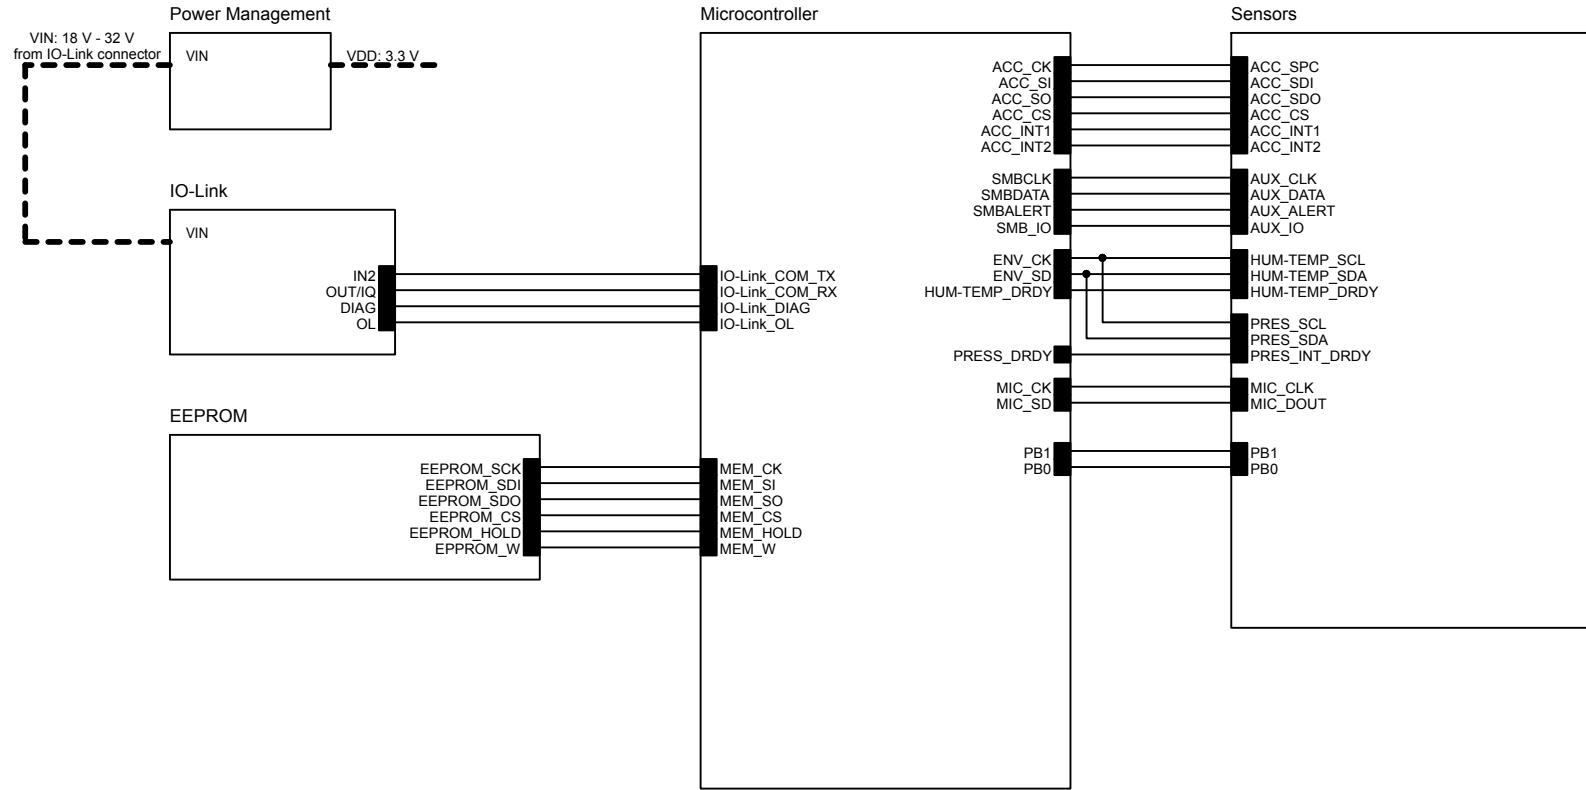 Power Management
VIN: 18 V - 32 V
from IO-Link connector
VIN
VDD: 3.3 V
IO-Link
VIN
IN2
OUT/IQ
DIAG
OL
EEPROM
EEPROM_SCK
EEPROM_SDI
EEPROM_SDO
EEPROM_CS
EEPROM_HOLD
EPPROM_W
Microcontroller
IO-Link_COM_TX
IO-Link_COM_RX
IO-Link_DIAG
IO-Link_OL
MEM_CK
MEM_SI
MEM_SO
MEM_CS
MEM_HOLD
MEM_W
ACC_CK
ACC_SI
ACC_SO
ACC_CS
ACC_INT1
ACC_INT2
SMBCLK
SMBDATA
SMBALERT
SMB_IO
ENV_CK
ENV_SD
HUM-TEMP_DRDY
PRESS_DRDY
MIC_CK
MIC_SD
PB1
PB0
Sensors
ACC_SPC
ACC_SDI
ACC_SDO
ACC_CS
ACC_INT1
ACC_INT2
AUX_CLK
AUX_DATA
AUX_ALERT
AUX_IO
HUM-TEMP_SCL
HUM-TEMP_SDA
HUM-TEMP_DRDY
PRES_SCL
PRES_SDA
PRES_INT_DRDY
MIC_CLK
MIC_DOUT
PB1
PB0